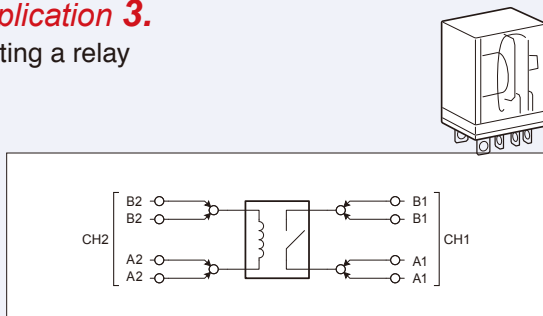 plication 3.
ting a relay
B2 B1
B2 B1
CH2 CH1
A2 A1
A2 A1